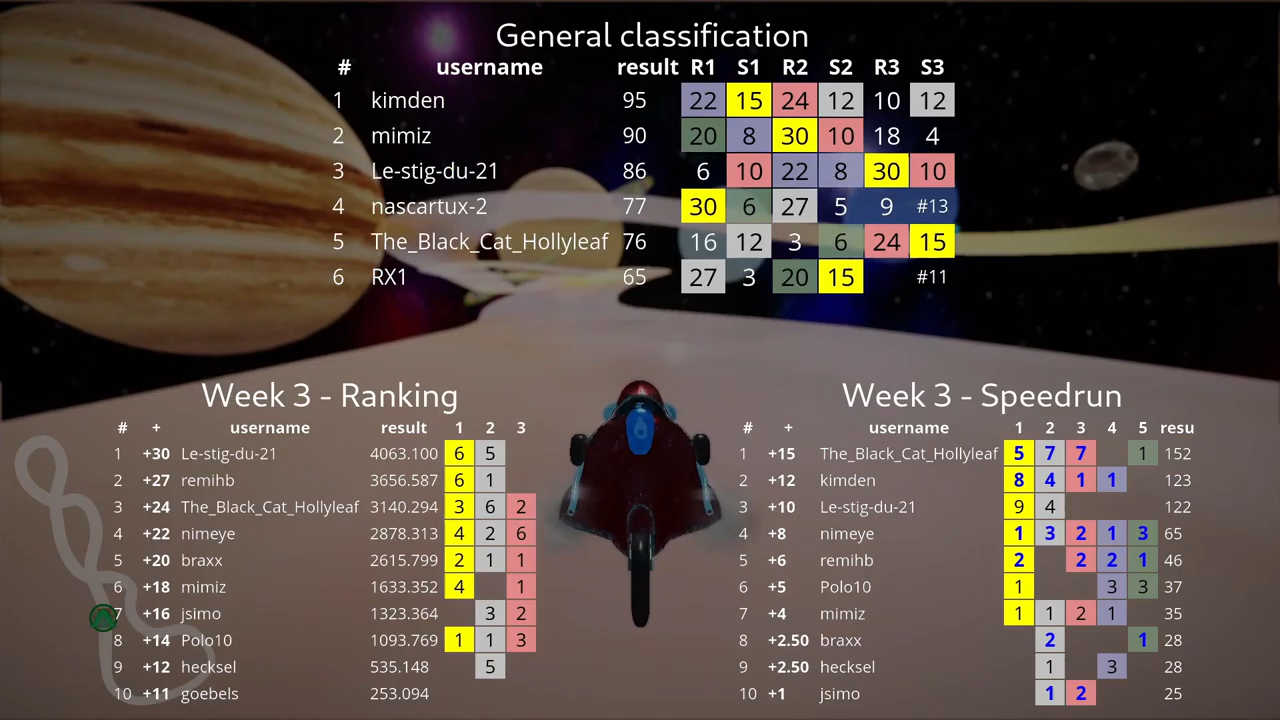 General classification
# username result R1 S1 R2 S2 R3 S3
1 kimden 95 22 15 24 12 10 12
2 mimiz 90 20 8 30 10 18 4
3 Le-stig-du-21 86 6 10 22 8 30 10
4 nascartux-2 77 30 6 27 5 9 #13
5 The_Black_Cat_Hollyleaf 76 16 12 3 6 24 15
6 RX1 65 27 3 20 15 #11
Week 3 - Ranking
# + username result 1 2 3
1 +30 Le-stig-du-21 4063.100 6 5
2 +27 remihb 3656.587 6 1
3 +24 The_Black_Cat_Hollyleaf 3140.294 3 6 2
4 +22 nimeye 2878.313 4 2 6
5 +20 braxx 2615.799 2 1 1
6 +18 mimiz 1633.352 4 1
7 +16 jsimo 1323.364 3 2
8 +14 Polo10 1093.769 1 1 3
9 +12 hecksel 535.148 5
10 +11 goebels 253.094
Week 3 - Speedrun
# + username 1 2 3 4 5 resu
1 +15 The_Black_Cat_Hollyleaf 5 7 7 1 152
2 +12 kimden 8 4 1 1 123
3 +10 Le-stig-du-21 9 4 122
4 +8 nimeye 1 3 2 1 3 65
5 +6 remihb 2 2 2 1 46
6 +5 Polo10 1 3 3 37
7 +4 mimiz 1 1 2 1 35
8 +2.50 braxx 2 1 28
9 +2.50 hecksel 1 3 28
10 +1 jsimo 1 2 25